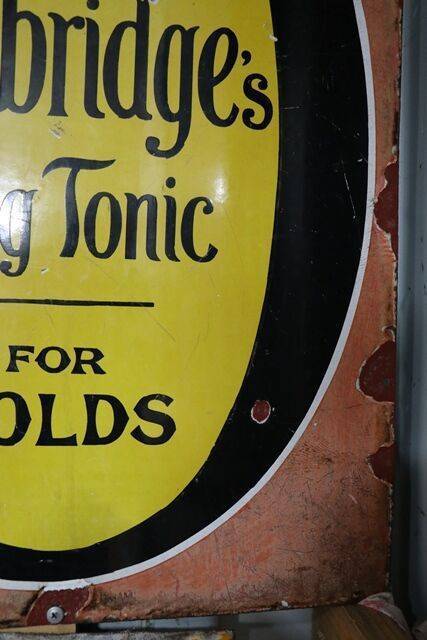 bridge's
g Tonic
FOR
OLDS